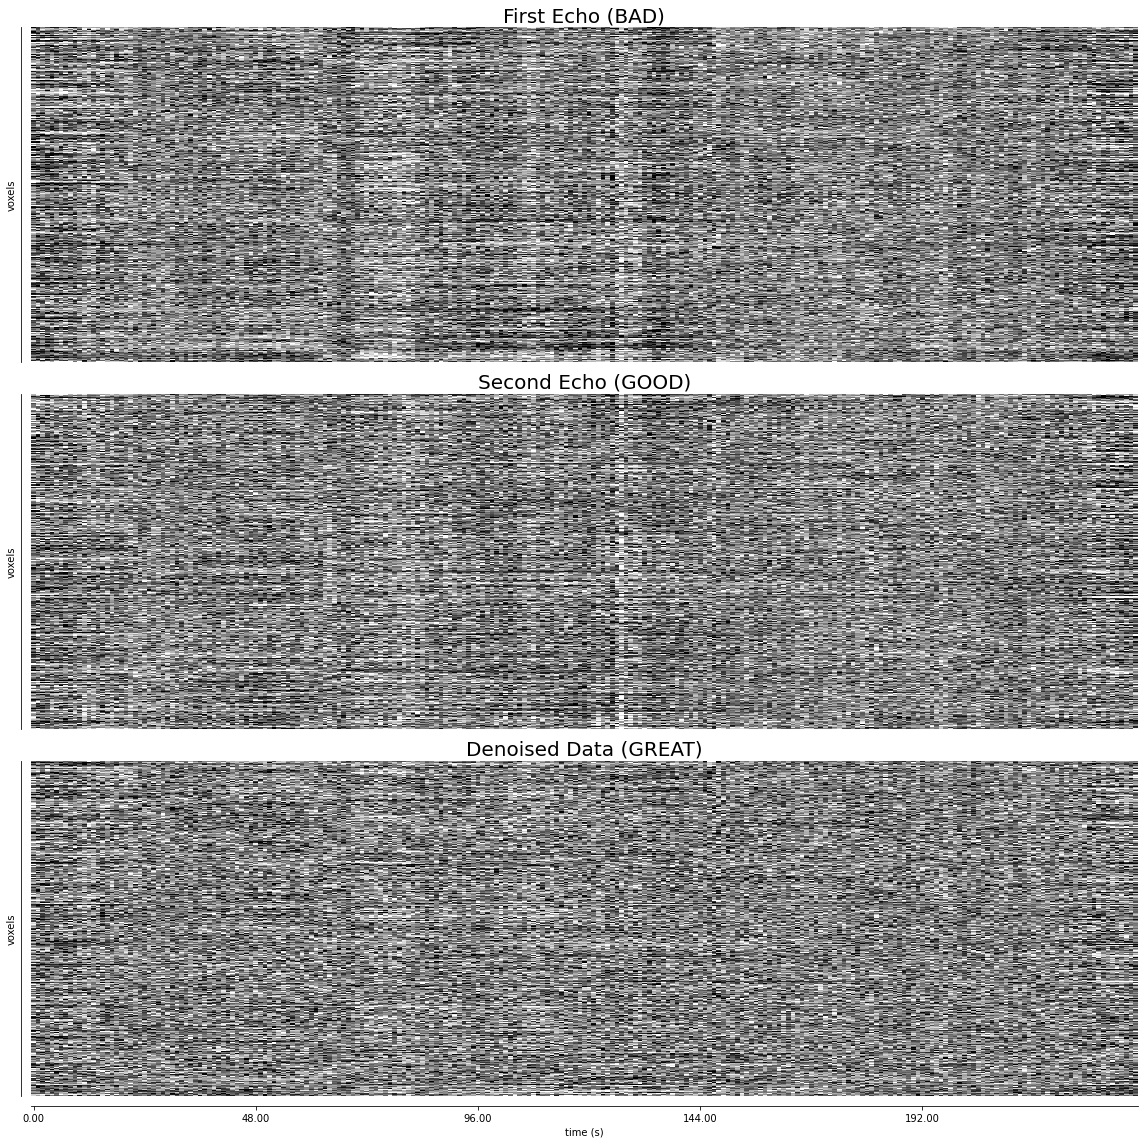 First Echo (BAD)
voxels
Second Echo (GOOD)
voxels
Denoised Data (GREAT)
voxels
0.00 48.00 96.00 144.00 192.00
time (s)